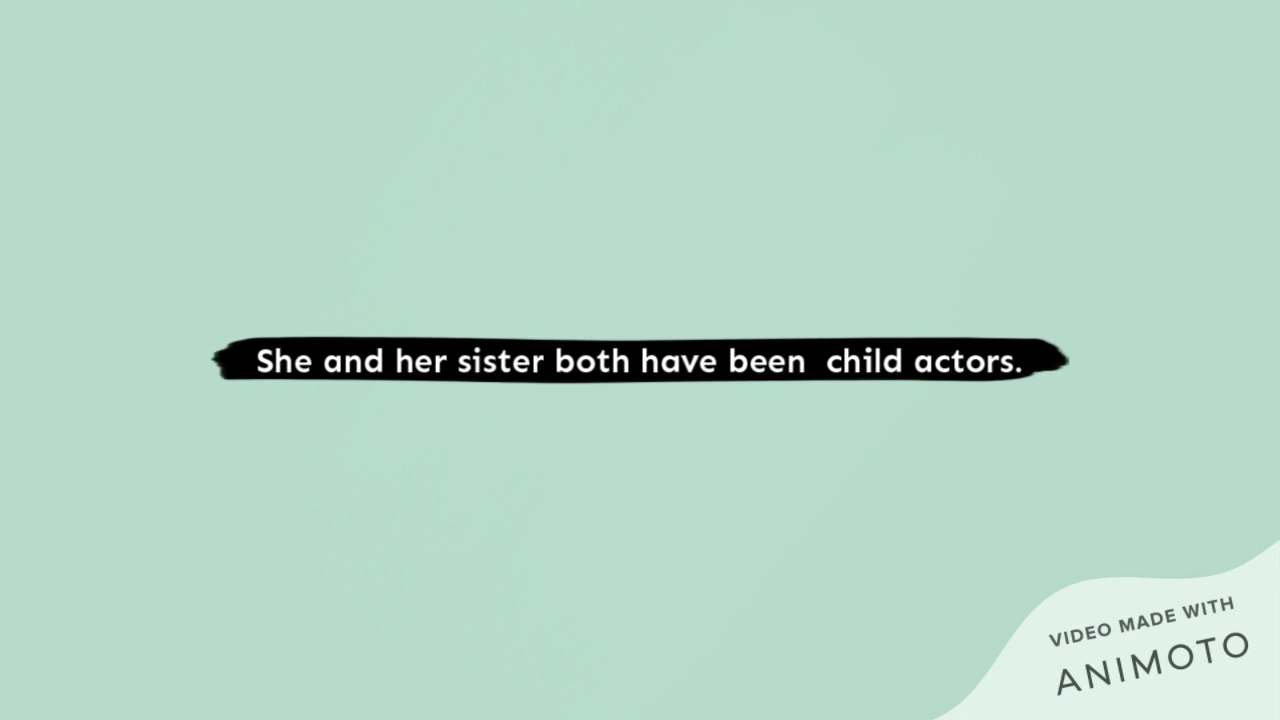 She and her sister both have been  child actors.
VIDEO MADE WITH
ANIMOTO